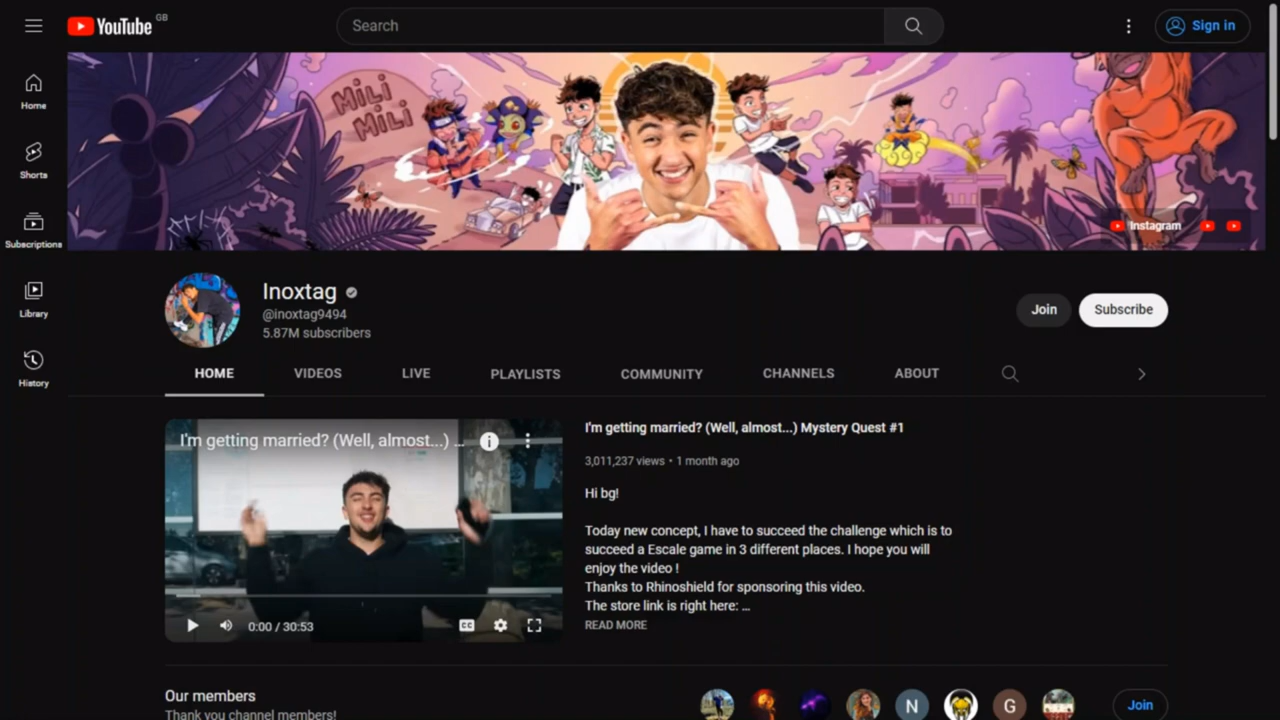 YouTube GB
Search
Sign in
Home
Shorts
Subscriptions
Library
History
MiLi
MiLi
Instagram
Inoxtag
@inoxtag9494
5.87M subscribers
Join
Subscribe
HOME
VIDEOS
LIVE
PLAYLISTS
COMMUNITY
CHANNELS
ABOUT
I'm getting married? (Well, almost...) ...
0:00 / 30:53
CC
I'm getting married? (Well, almost...) Mystery Quest #1
3,011,237 views • 1 month ago
Hi bg!
Today new concept, I have to succeed the challenge which is to
succeed a Escale game in 3 different places. I hope you will
enjoy the video !
Thanks to Rhinoshield for sponsoring this video.
The store link is right here: ...
READ MORE
Our members
Thank you channel members!
N
G
Join